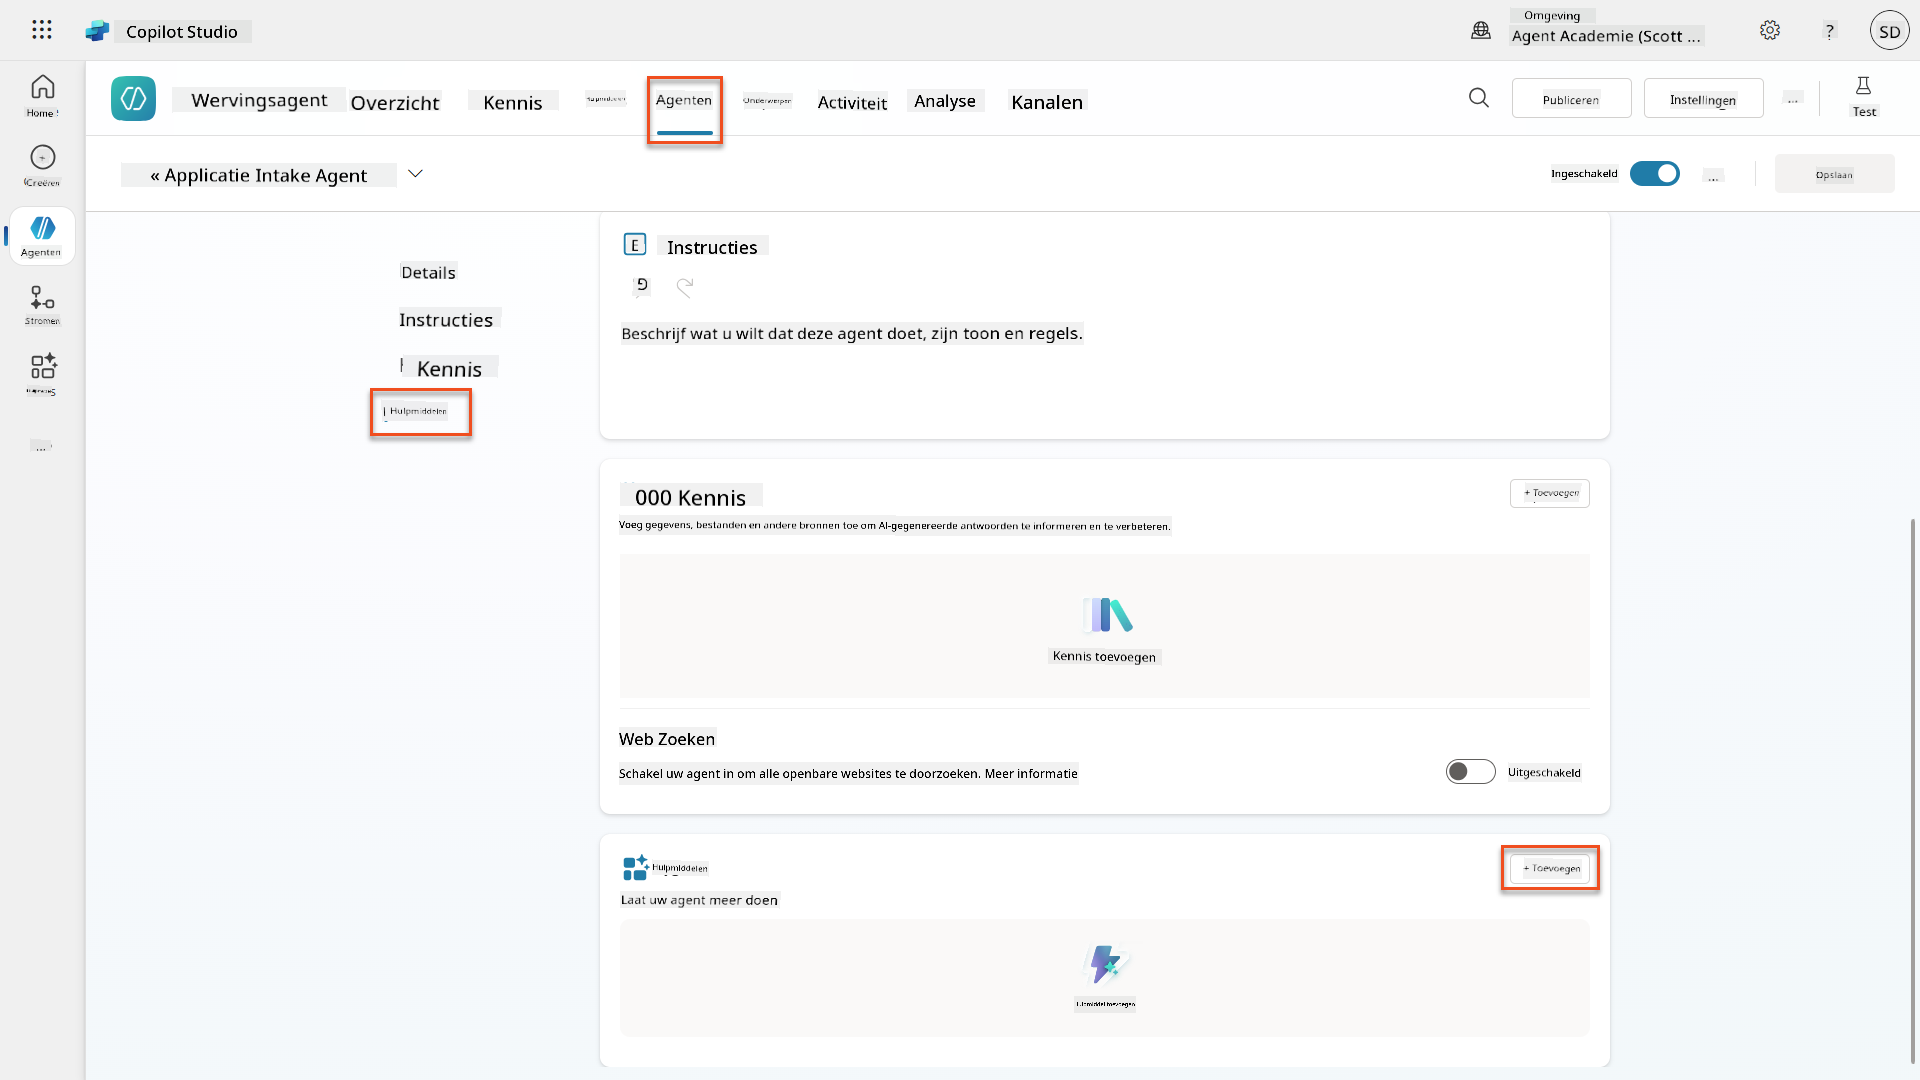 Copilot Studio
Omgeving
Agent Academie (Scott ...
?
SD
Home
Creëren
Agenten
Stromen
...
Wervingsagent
Overzicht
Kennis
Agenten
Onderwerpen
Activiteit
Analyse
Kanalen
Publiceren
Instellingen
...
Test
« Applicatie Intake Agent
Ingeschakeld
...
Opslaan
Details
Instructies
Kennis
Hulpmiddelen
E
Instructies
Beschrijf wat u wilt dat deze agent doet, zijn toon en regels.
000 Kennis
+ Toevoegen
Voeg gegevens, bestanden en andere bronnen toe om AI-gegenereerde antwoorden te informeren en te verbeteren.
Kennis toevoegen
Web Zoeken
Schakel uw agent in om alle openbare websites te doorzoeken. Meer informatie
Uitgeschakeld
Hulpmiddelen
+ Toevoegen
Laat uw agent meer doen